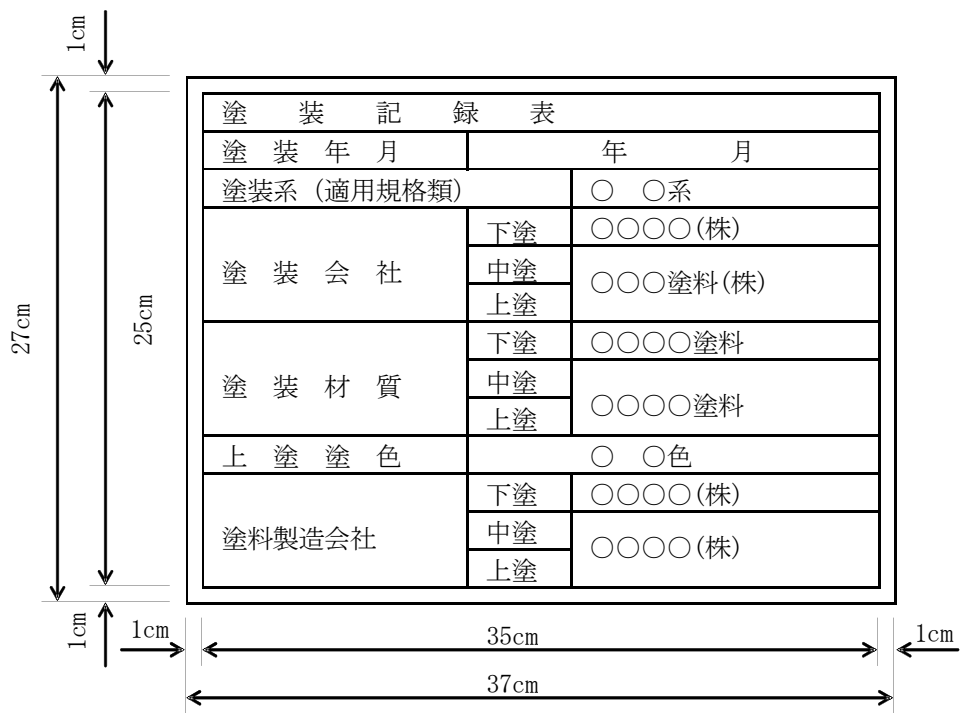 1cm
塗　装　記　録　表
塗　装　年　月　年　月
塗装系（適用規格類）　○　○系
下塗　○○○○(株)
塗　装　会　社　中塗　○○○塗料(株)
上塗
下塗　○○○○塗料
塗　装　材　質　中塗　○○○○塗料
上塗
上　塗　塗　色　○　○色
下塗　○○○○(株)
塗料製造会社　中塗　○○○○(株)
上塗
27cm
25cm
1cm
1cm
35cm
1cm
37cm